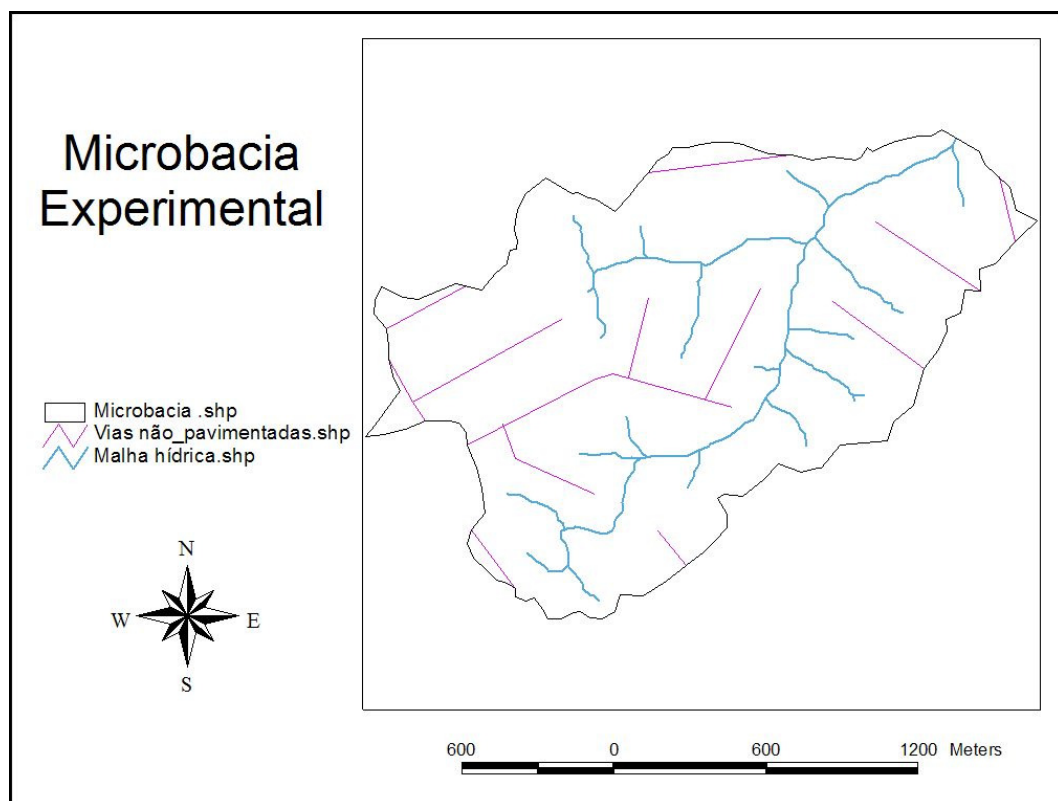 Microbacia
Experimental
Microbacia .shp
Vias não_pavimentadas.shp
Malha hídrica.shp
N
W E
S
600 0 600 1200 Meters